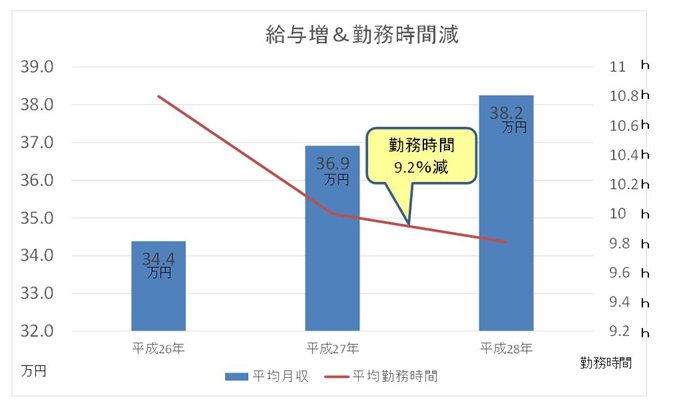 給与増＆勤務時間減
39.0
38.0
37.0
36.0
35.0
34.0
33.0
32.0
万円
11 h
10.8 h
10.6 h
10.4 h
10.2 h
10 h
9.8 h
9.6 h
9.4 h
9.2 h
勤務時間
34.4
万円
36.9
万円
38.2
万円
勤務時間
9.2%減
平成26年 平成27年 平成28年
平均月収 平均勤務時間